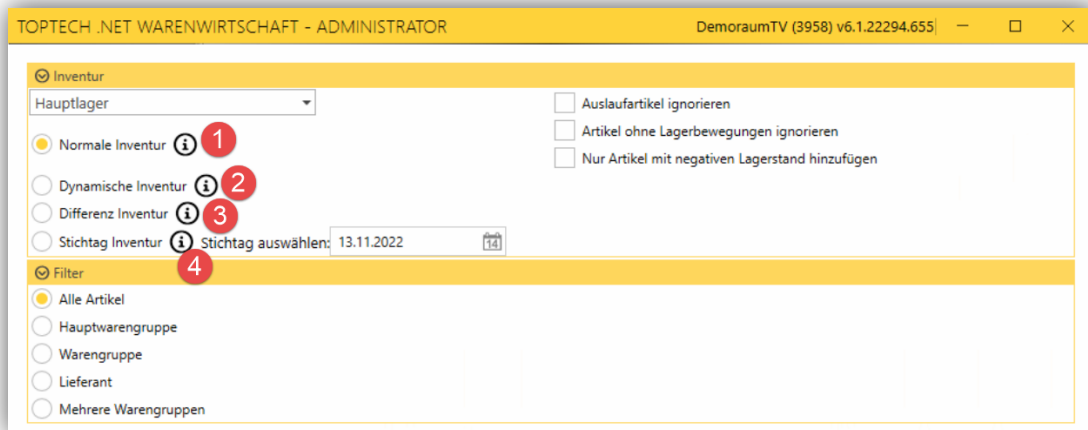 TOPTECH .NET WARENWIRTSCHAFT - ADMINISTRATOR DemoraumTV (3958) v6.1.22294.655
Inventur
Hauptlager
Auslaufartikel ignorieren
Artikel ohne Lagerbewegungen ignorieren
Normale Inventur i 1
Nur Artikel mit negativen Lagerstand hinzufügen
Dynamische Inventur i 2
Differenz Inventur i 3
Stichtag Inventur i Stichtag auswählen: 13.11.2022 14
4
Filter
Alle Artikel
Hauptwarengruppe
Warengruppe
Lieferant
Mehrere Warengruppen